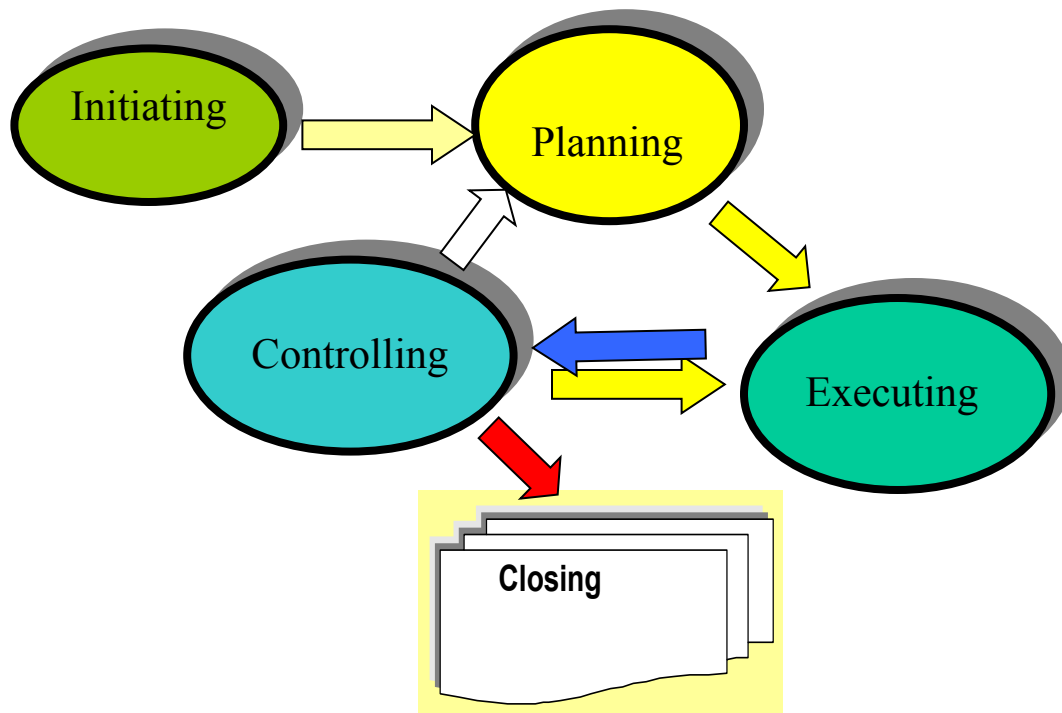 Initiating
Planning
Controlling
Executing
Closing